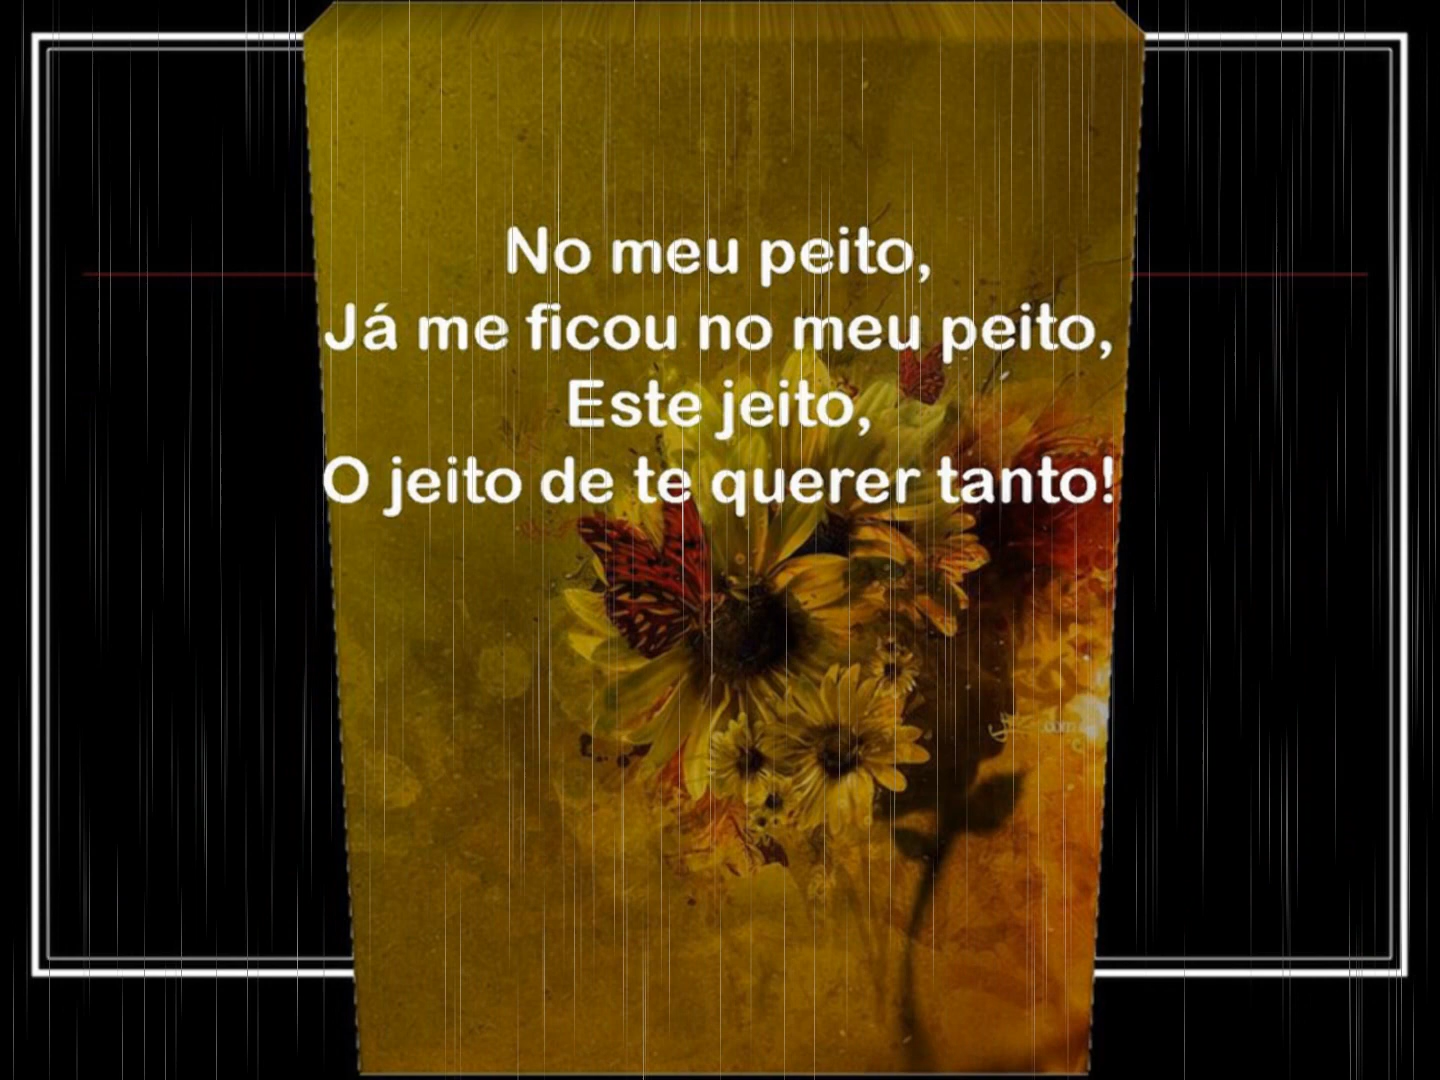 No meu peito,
Já me ficou no meu peito,
Este jeito,
O jeito de te querer tanto!